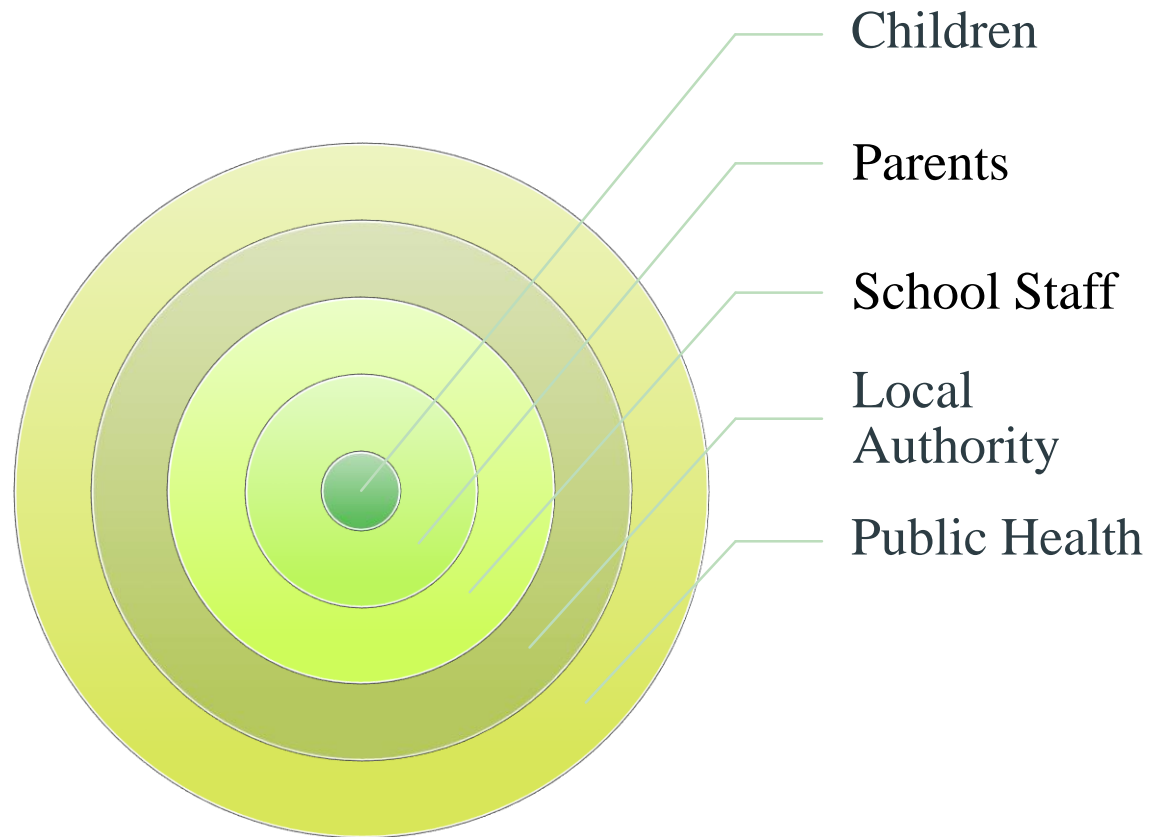 Children
Parents
School Staff
Local
Authority
Public Health